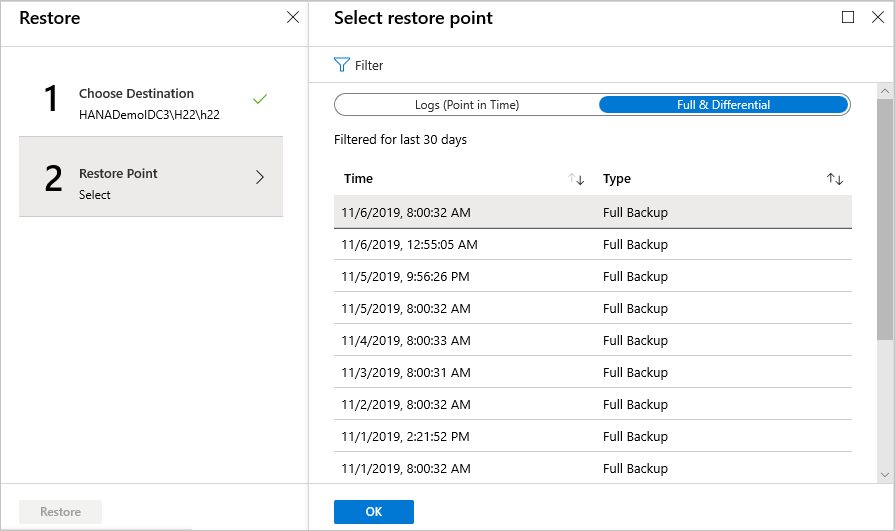 Restore
1
Choose Destination
HANADemoIDC3\H22\h22
2
Restore Point
Select
Restore
Select restore point
Filter
Logs (Point in Time) Full & Differential
Filtered for last 30 days
Time Type
11/6/2019, 8:00:32 AM Full Backup
11/6/2019, 12:55:05 AM Full Backup
11/5/2019, 9:56:26 PM Full Backup
11/5/2019, 8:00:32 AM Full Backup
11/4/2019, 8:00:33 AM Full Backup
11/3/2019, 8:00:31 AM Full Backup
11/2/2019, 8:00:32 AM Full Backup
11/1/2019, 2:21:52 PM Full Backup
11/1/2019, 8:00:32 AM Full Backup
OK